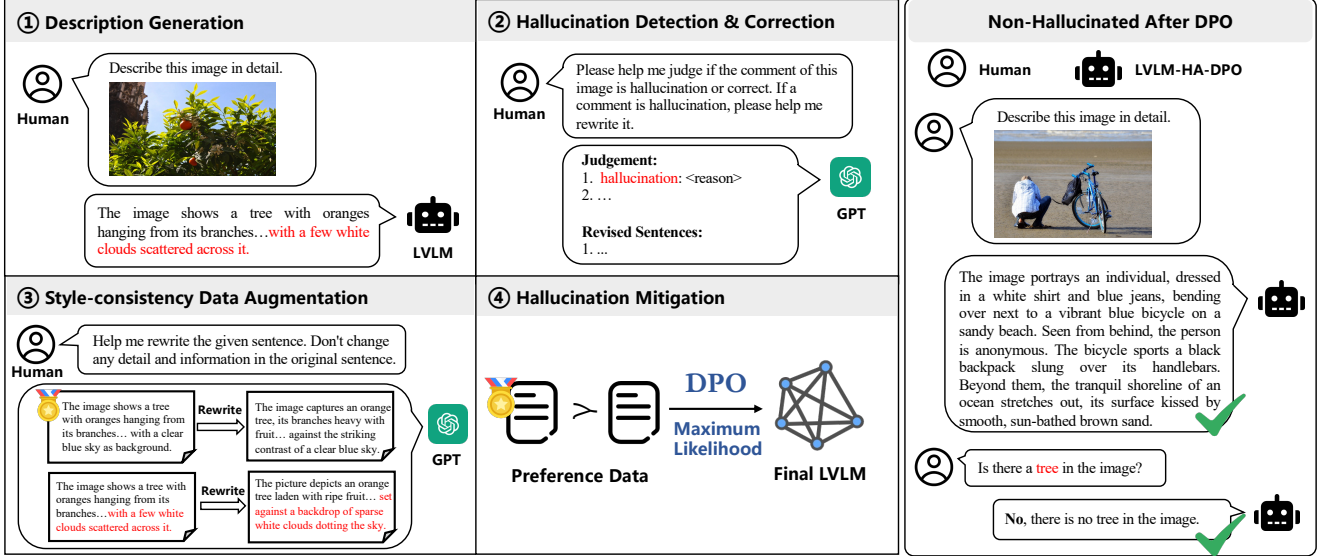 ① Description Generation
Describe this image in detail.
Human
The image shows a tree with oranges
hanging from its branches…with a few white
clouds scattered across it.
LVLM
② Hallucination Detection & Correction
Please help me judge if the comment of this
image is hallucination or correct. If a
comment is hallucination, please help me
rewrite it.
Human
Judgement:
1. hallucination: <reason>
2. …
Revised Sentences:
1. ...
GPT
③ Style-consistency Data Augmentation
Help me rewrite the given sentence. Don't change
any detail and information in the original sentence.
Human
The image shows a tree
with oranges hanging from
its branches… with a clear
blue sky as background.
Rewrite
The image captures an orange
tree, its branches heavy with
fruit… against the striking
contrast of a clear blue sky.
The image shows a tree with
oranges hanging from its
branches…with a few white
clouds scattered across it.
Rewrite
The picture depicts an orange
tree laden with ripe fruit… set
against a backdrop of sparse
white clouds dotting the sky.
GPT
④ Hallucination Mitigation
≻
DPO
Maximum
Likelihood
Preference Data
Final LVLM
Non-Hallucinated After DPO
Human
LVLM-HA-DPO
Describe this image in detail.
The image portrays an individual, dressed
in a white shirt and blue jeans, bending
over next to a vibrant blue bicycle on a
sandy beach. Seen from behind, the person
is anonymous. The bicycle sports a black
backpack slung over its handlebars.
Beyond them, the tranquil shoreline of an
ocean stretches out, its surface kissed by
smooth, sun-bathed brown sand.
Is there a tree in the image?
No, there is no tree in the image.